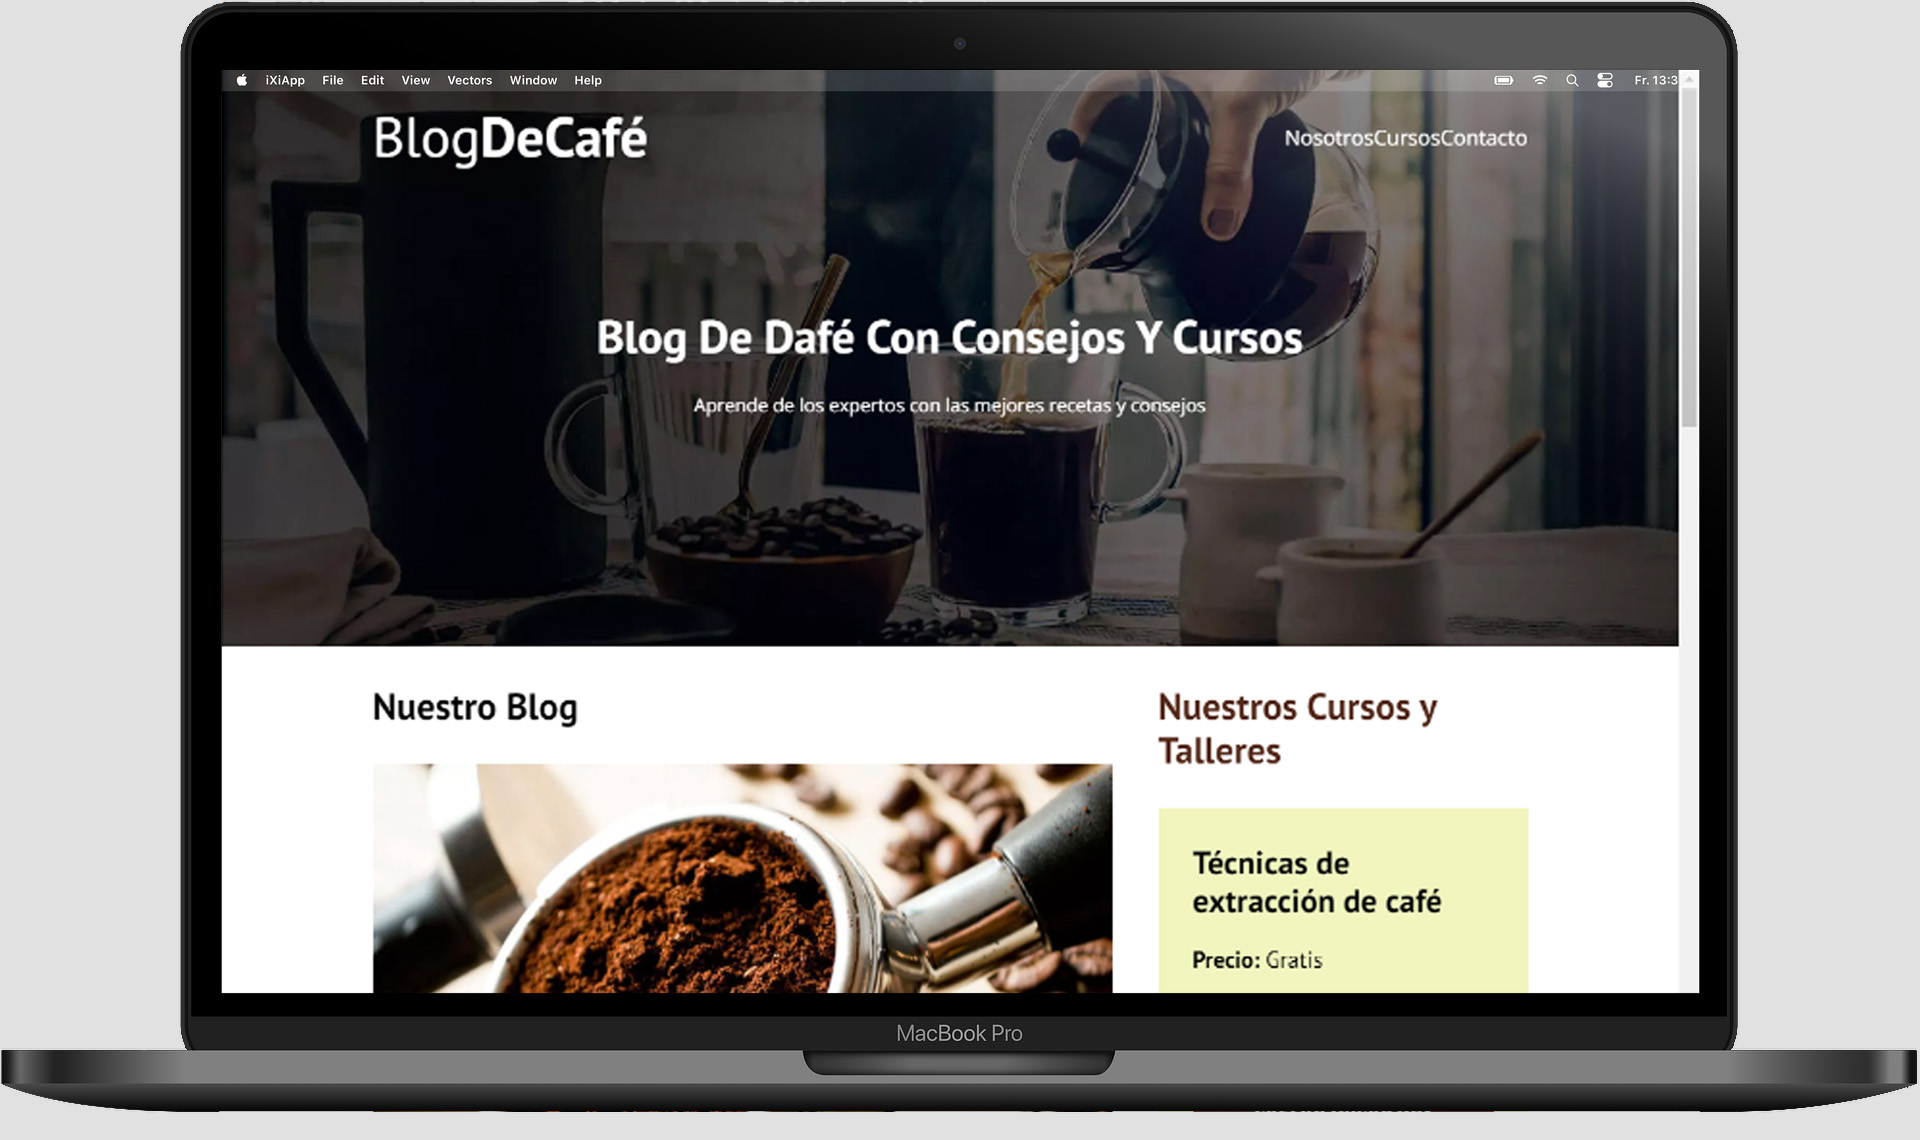 iXiApp File Edit View Vectors Window Help
Fr. 13:3
BlogDeCafé
NosotrosCursosContacto
Blog De Dafé Con Consejos Y Cursos
Aprende de los expertos con las mejores recetas y consejos
Nuestro Blog
Nuestros Cursos y
Talleres
Técnicas de
extracción de café
Precio: Gratis
MacBook Pro